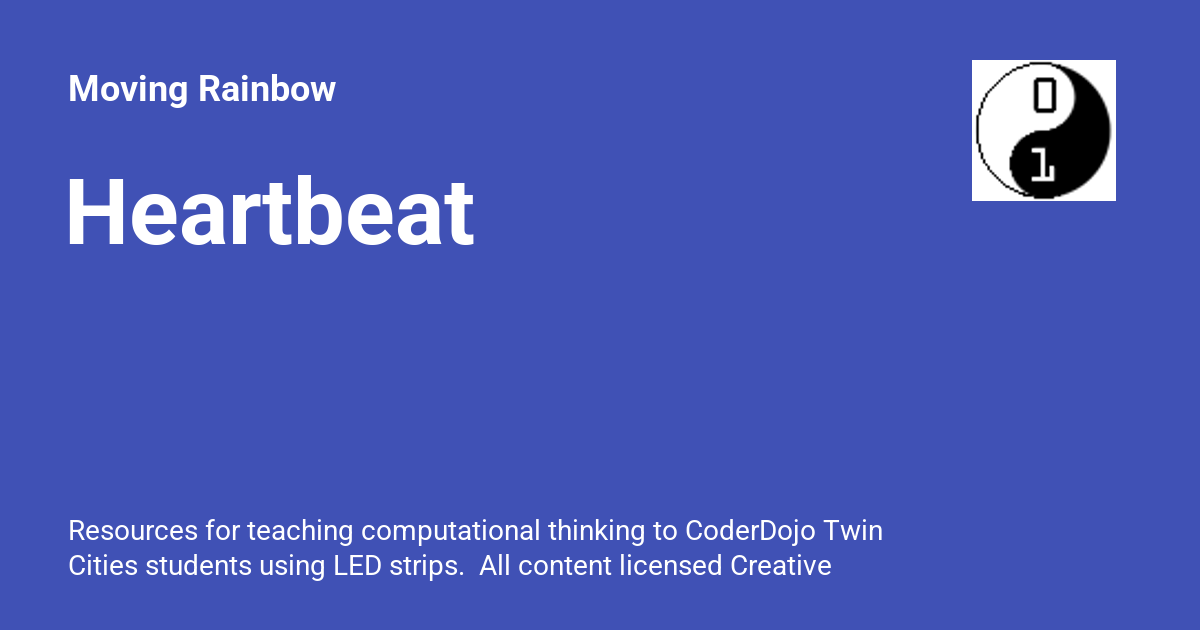 Moving Rainbow
0
1
Heartbeat
Resources for teaching computational thinking to CoderDojo Twin
Cities students using LED strips.  All content licensed Creative